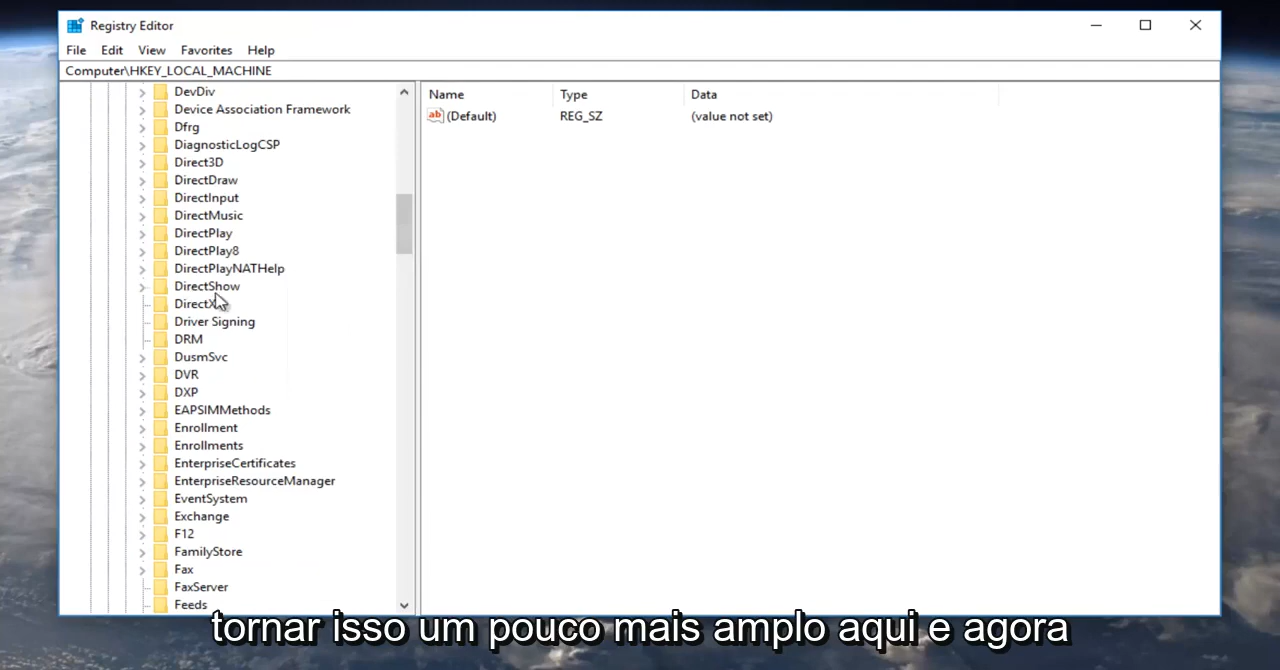 Registry Editor
File Edit View Favorites Help
Computer\HKEY_LOCAL_MACHINE
DevDiv
Device Association Framework
Dfrg
DiagnosticLogCSP
Direct3D
DirectDraw
DirectInput
DirectMusic
DirectPlay
DirectPlay8
DirectPlayNATHelp
DirectShow
DirectX
Driver Signing
DRM
DusmSvc
DVR
DXP
EAPSIMMethods
Enrollment
Enrollments
EnterpriseCertificates
EnterpriseResourceManager
EventSystem
Exchange
F12
FamilyStore
Fax
FaxServer
Feeds
Name Type Data
ab (Default) REG_SZ (value not set)
tornar isso um pouco mais amplo aqui e agora